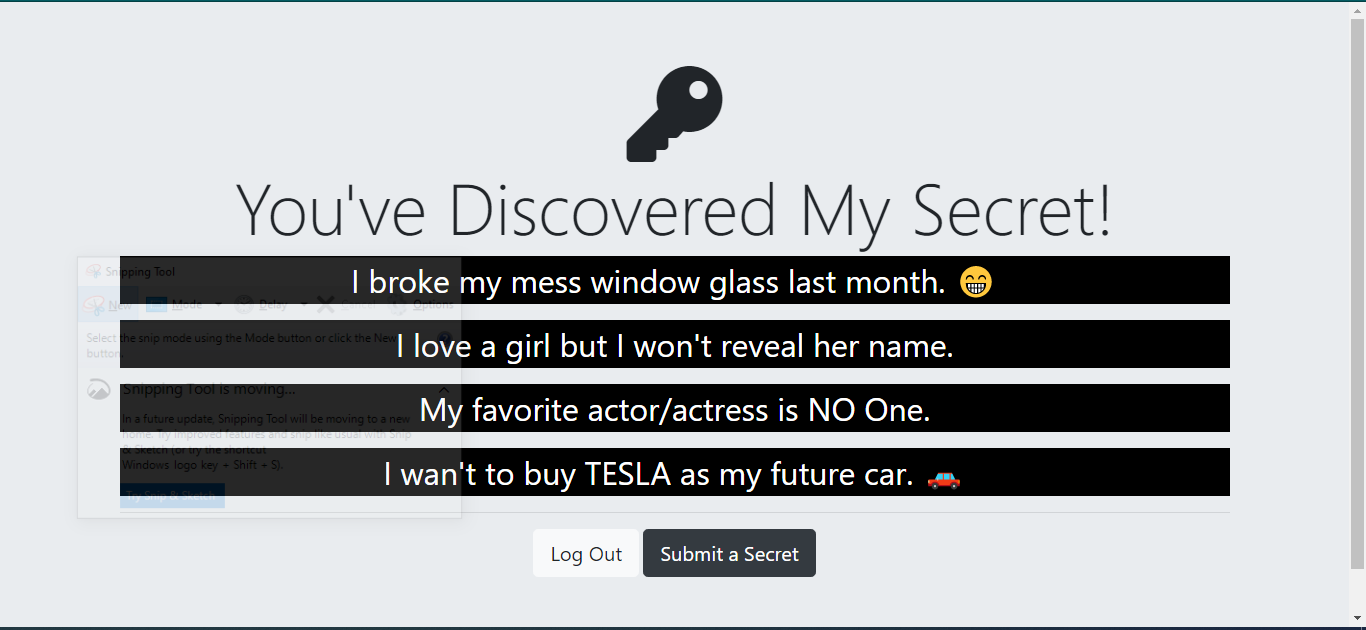 You've Discovered My Secret!
I broke my mess window glass last month. 😁
I love a girl but I won't reveal her name.
My favorite actor/actress is NO One.
I wan't to buy TESLA as my future car. 🚗
Snipping Tool
New Mode Delay Cancel Options
Select the snip mode using the Mode button or click the New
button.
Snipping Tool is moving...
In a future update, Snipping Tool will be moving to a new
home. Try improved features and snip like usual with Snip
& Sketch (or try the shortcut
Windows logo key + Shift + S).
Try Snip & Sketch
Log Out
Submit a Secret